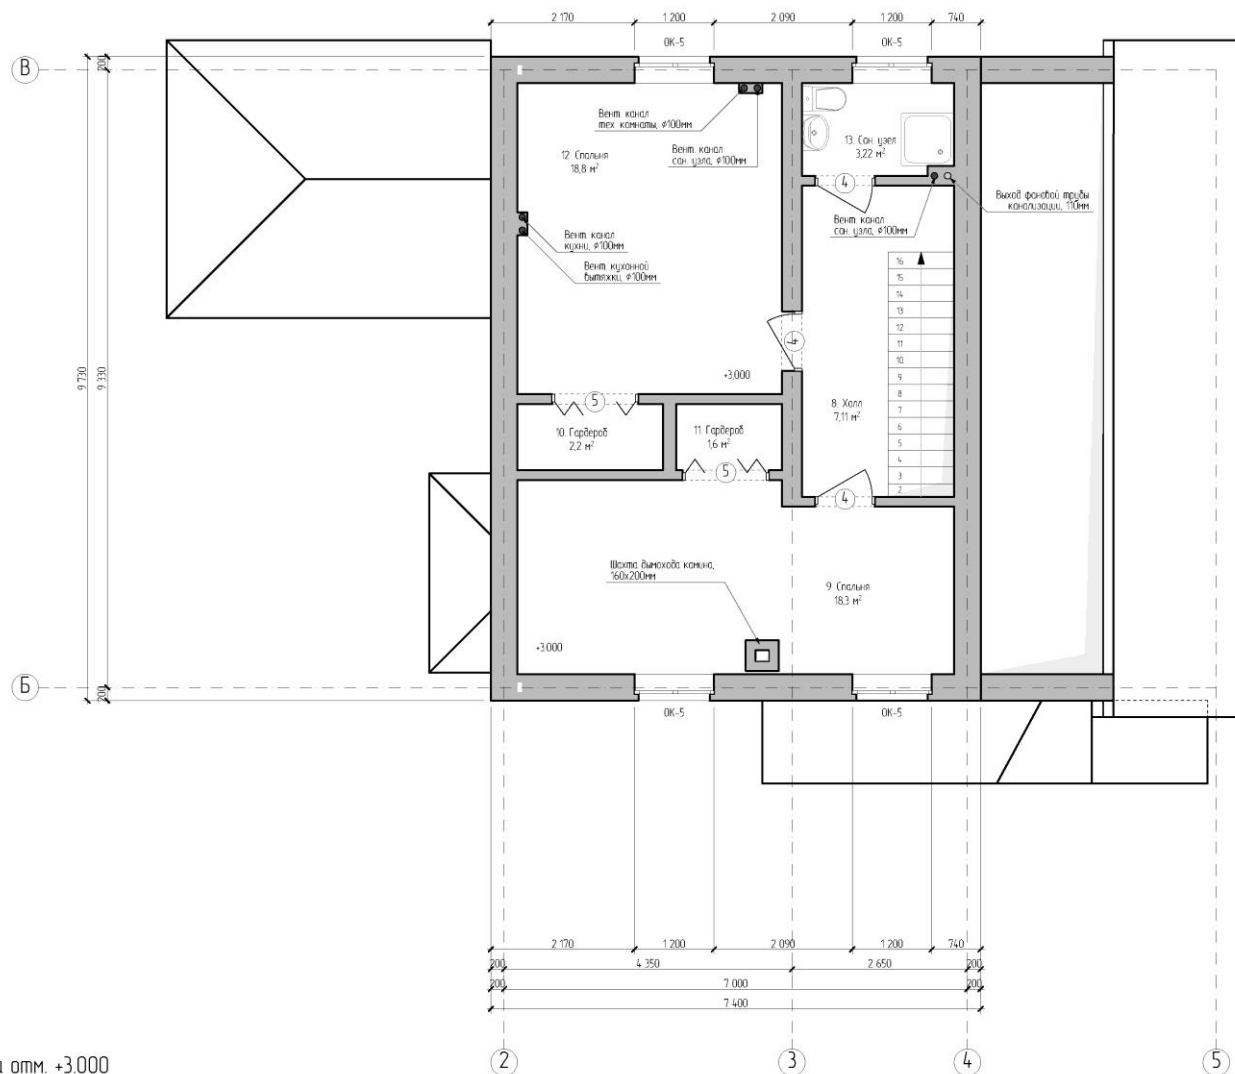 2 170
1 200
2 090
1 200
740
ОК-5
ОК-5
В
200
Вент. канал
тех. комнаты, ø100мм
Вент. канал
сан. узла, ø100мм
12. Спальня
18,8 м²
13. Сан. узел
3,22 м²
4
Выход фановой трубы
канализации, 110мм
Вент. канал
сан. узла, ø100мм
Вент. канал
кухни, ø100мм
Вент. кухонной
вытяжки, ø100мм
16
15
14
13
12
11
10
9
8
7
6
5
4
3
2
4
9 730
9 330
+3,000
8. Холл
7,11 м²
5
10. Гардероб
2,2 м²
11. Гардероб
1,6 м²
5
4
Шахта дымохода камина,
160х200мм
9. Спальня
18,3 м²
+3.000
Б
200
ОК-5
ОК-5
2 170
1 200
2 090
1 200
740
200
4 350
2 650
200
200
7 000
200
7 400
2
3
4
5
отм. +3.000